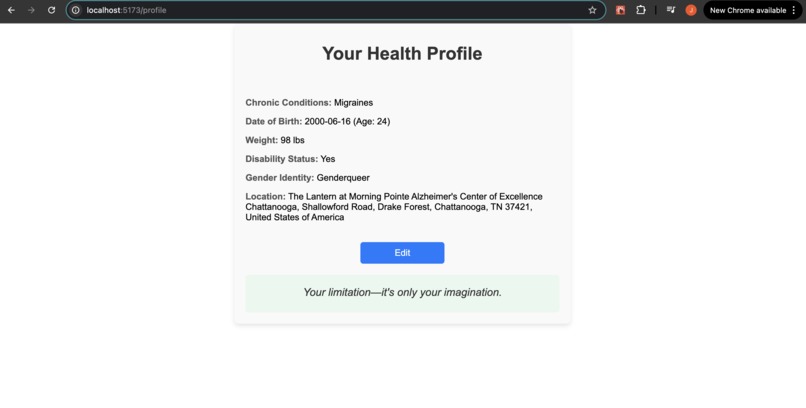 localhost:5173/profile
J
New Chrome available
Your Health Profile
Chronic Conditions: Migraines
Date of Birth: 2000-06-16 (Age: 24)
Weight: 98 lbs
Disability Status: Yes
Gender Identity: Genderqueer
Location: The Lantern at Morning Pointe Alzheimer's Center of Excellence
Chattanooga, Shallowford Road, Drake Forest, Chattanooga, TN 37421,
United States of America
Edit
Your limitation—it's only your imagination.